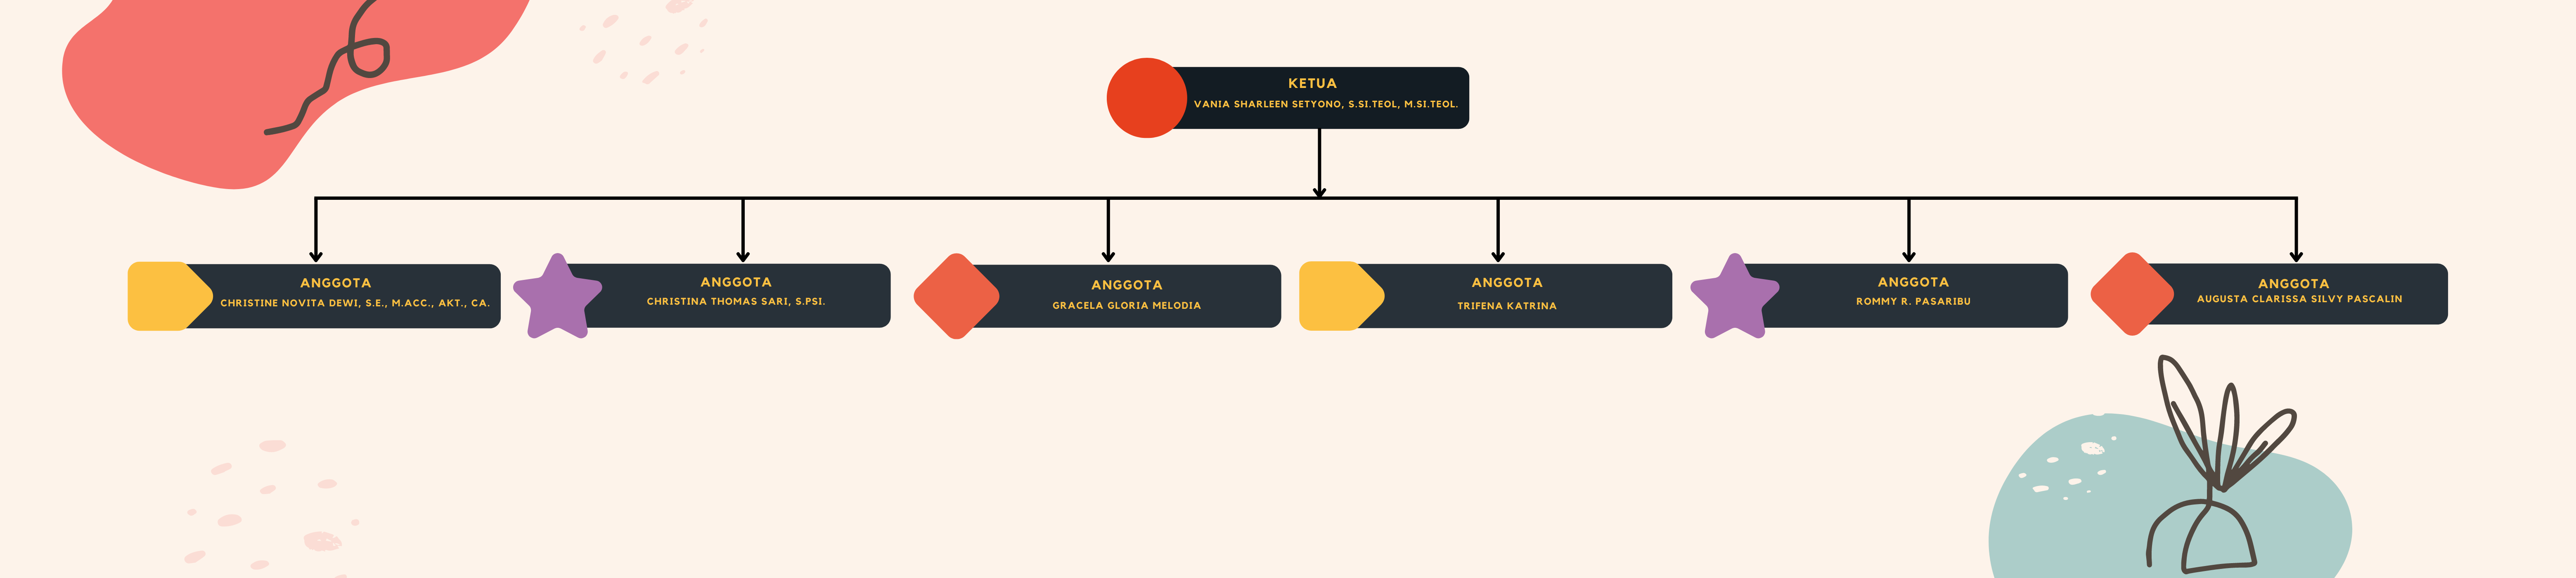 KETUA
VANIA SHARLEEN SETYONO, S.SI.TEOL, M.SI.TEOL.
ANGGOTA
CHRISTINE NOVITA DEWI, S.E., M.ACC., AKT., CA.
ANGGOTA
CHRISTINA THOMAS SARI, S.PSI.
ANGGOTA
GRACELA GLORIA MELODIA
ANGGOTA
TRIFENA KATRINA
ANGGOTA
ROMMY R. PASARIBU
ANGGOTA
AUGUSTA CLARISSA SILVY PASCALIN